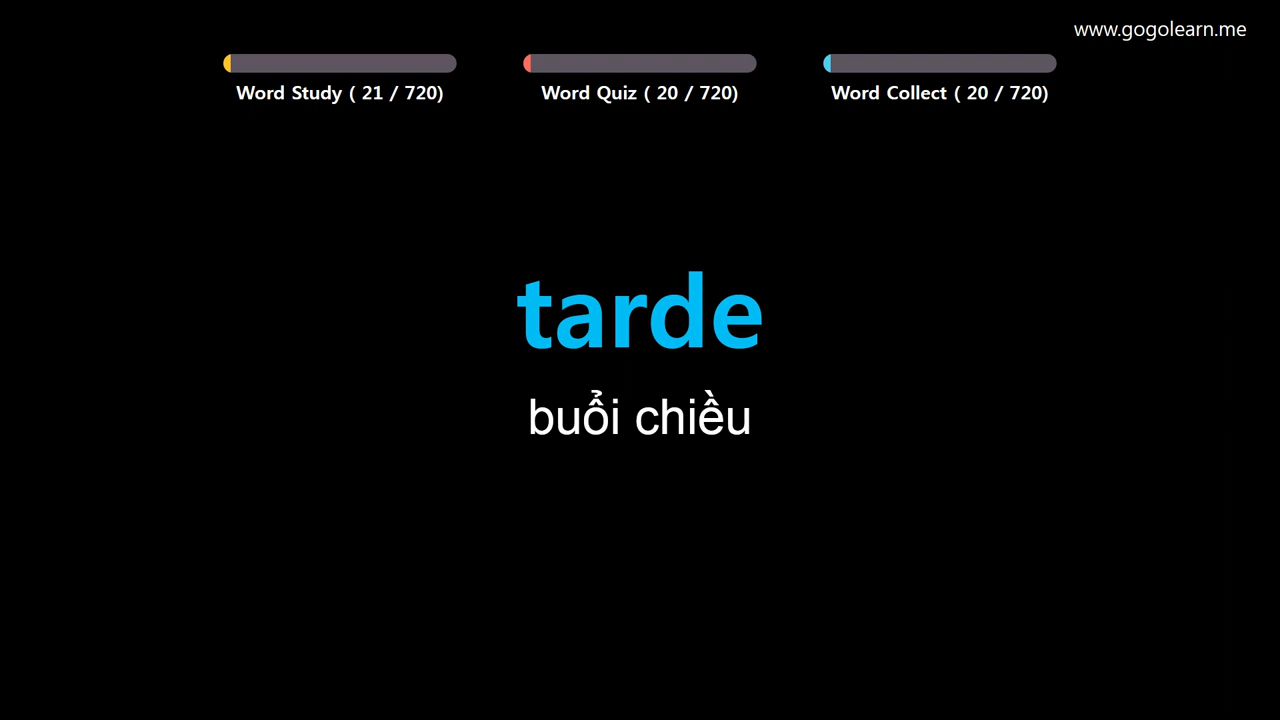 www.gogolearn.me
Word Study ( 21 / 720)
Word Quiz ( 20 / 720)
Word Collect ( 20 / 720)
tarde
buổi chiều